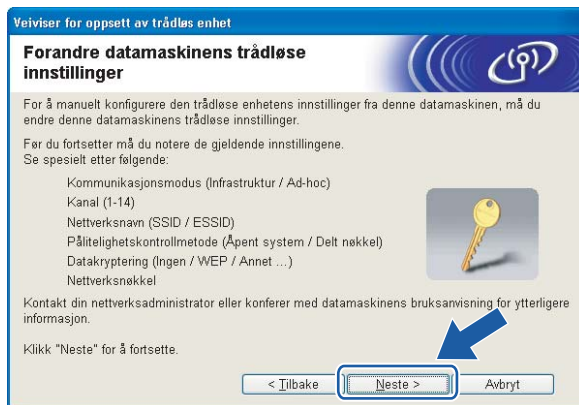 Veiviser for oppsett av trådløs enhet
Forandre datamaskinens trådløse
innstillinger
For å manuelt konfigurere den trådløse enhetens innstillinger fra denne datamaskinen, må du
endre denne datamaskinens trådløse innstillinger.
Før du fortsetter må du notere de gjeldende innstillingene.
Se spesielt etter følgende:
Kommunikasjonsmodus (Infrastruktur / Ad-hoc)
Kanal (1-14)
Nettverksnavn (SSID / ESSID)
Pålitelighetskontrollmetode (Åpent system / Delt nøkkel)
Datakryptering (Ingen / WEP / Annet ...)
Nettverksnøkkel
Kontakt din nettverksadministrator eller konferer med datamaskinens bruksanvisning for ytterligere
informasjon.
Klikk "Neste" for å fortsette.
< Tilbake Neste > Avbryt